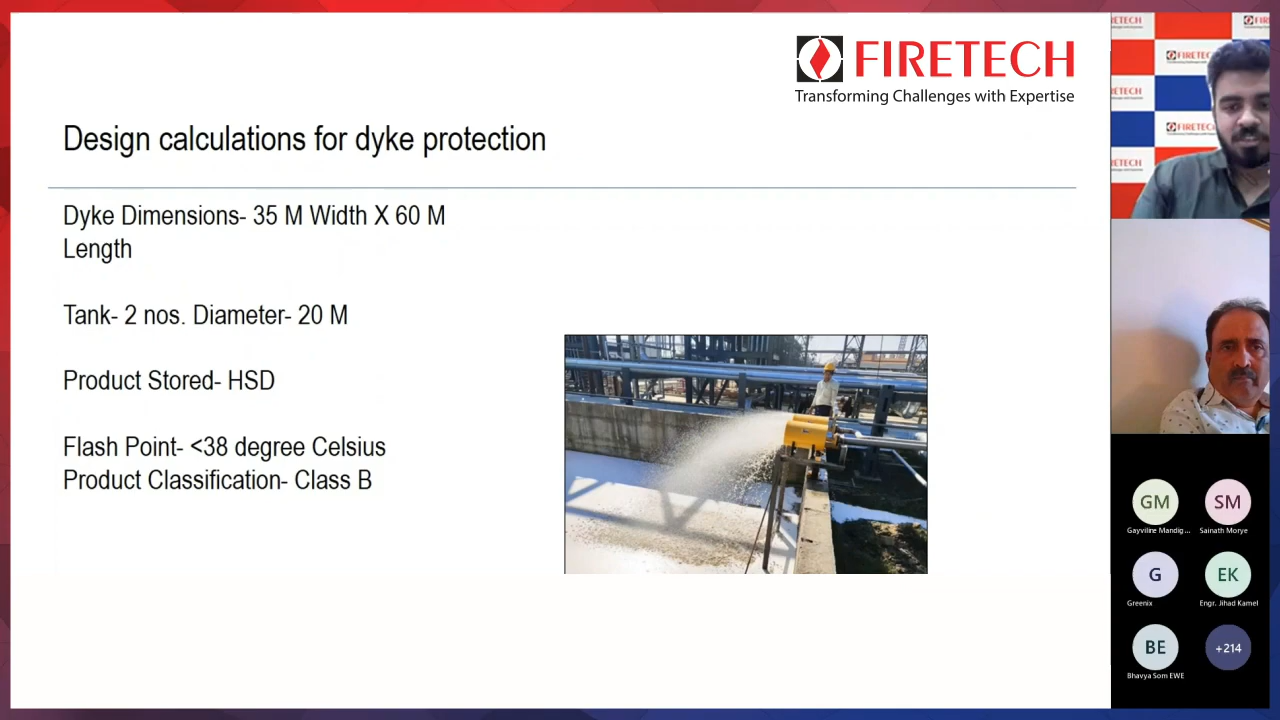 FIRETECH
Transforming Challenges with Expertise
Design calculations for dyke protection
Dyke Dimensions- 35 M Width X 60 M
Length
Tank- 2 nos. Diameter- 20 M
Product Stored- HSD
Flash Point- <38 degree Celsius
Product Classification- Class B
GM
Gayviline Mandig...
SM
Sainath Morye
G
Greenix
EK
Engr. Jihad Kamel
BE
Bhavya Som EWE
+214